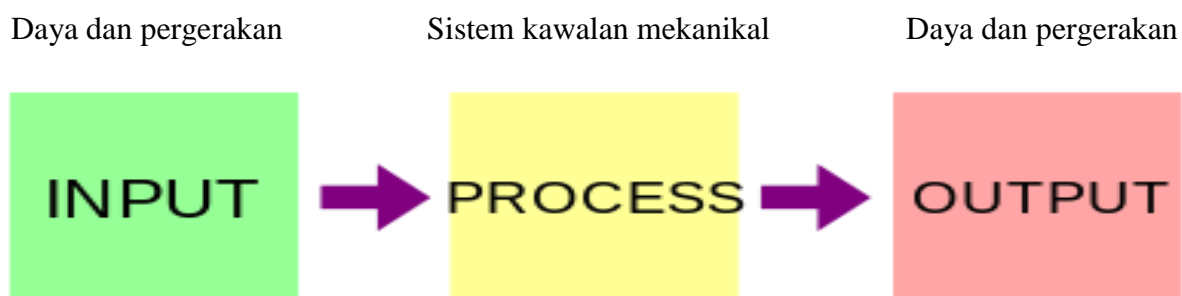 Daya dan pergerakan Sistem kawalan mekanikal Daya dan pergerakan
INPUT PROCESS OUTPUT